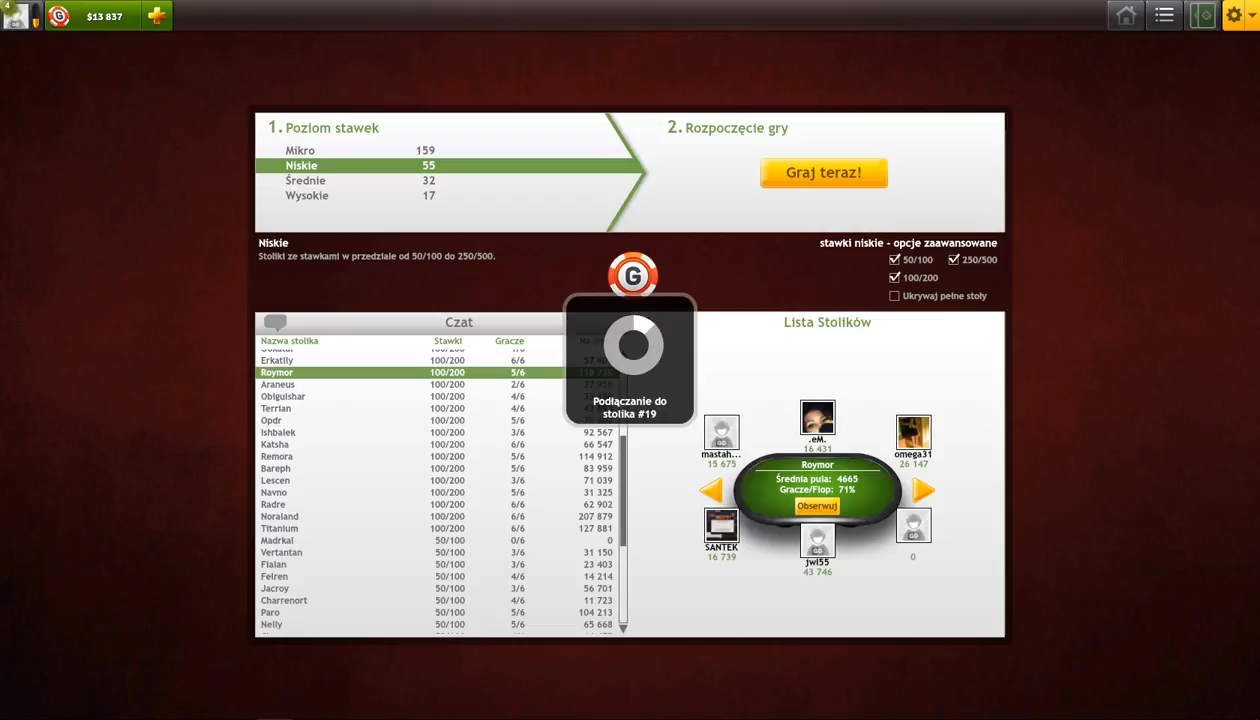 4
G $13 837
1. Poziom stawek
Mikro 159
Niskie 55
Średnie 32
Wysokie 17
2. Rozpoczęcie gry
Graj teraz!
Niskie
Stoliki ze stawkami w przedziale od 50/100 do 250/500.
stawki niskie - opcje zaawansowane
50/100 250/500
100/200
Ukrywaj pełne stoły
G
Podłączanie do
stolika #19
Czat
Nazwa stolika Stawki Gracze
Erkatlly 100/200 6/6
Roymor 100/200 5/6
Araneus 100/200 2/6
Obigulshar 100/200 4/6
Terrian 100/200 4/6
Opdr 100/200 5/6
Ishbalek 100/200 3/6 92 567
Katsha 100/200 6/6 66 547
Remora 100/200 5/6 114 912
Bareph 100/200 5/6 83 959
Lescen 100/200 3/6 71 039
Navno 100/200 5/6 31 325
Radre 100/200 6/6 62 902
Noraland 100/200 6/6 207 879
Titanium 100/200 6/6 127 881
Madrkal 50/100 0/6 0
Vertantan 50/100 3/6 31 150
Fialan 50/100 3/6 23 403
Felren 50/100 4/6 14 214
Jacroy 50/100 3/6 56 701
Charrenort 50/100 4/6 11 723
Paro 50/100 5/6 104 213
Nelly 50/100 5/6 65 668
Lista Stolików
.eM.
16 431
mastah...
15 675
omega31
26 147
Roymor
Średnia pula: 4665
Gracze/Flop: 71%
Obserwuj
SANTEK
16 739
jwl55
43 746
0